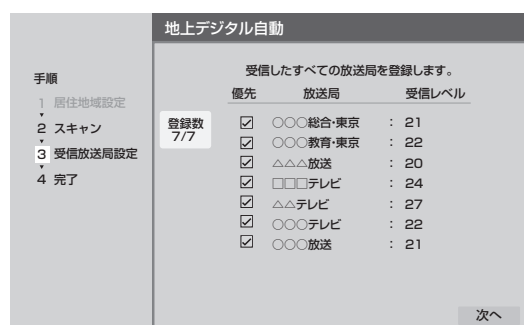 地上デジタル自動
手順
1 居住地域設定
2 スキャン
3 受信放送局設定
4 完了
受信したすべての放送局を登録します。
優先 放送局 受信レベル
登録数
7/7
○○○総合・東京 : 21
○○○教育・東京 : 22
△△△放送 : 20
□□□テレビ : 24
△△テレビ : 27
○○○テレビ : 22
○○○放送 : 21
次へ